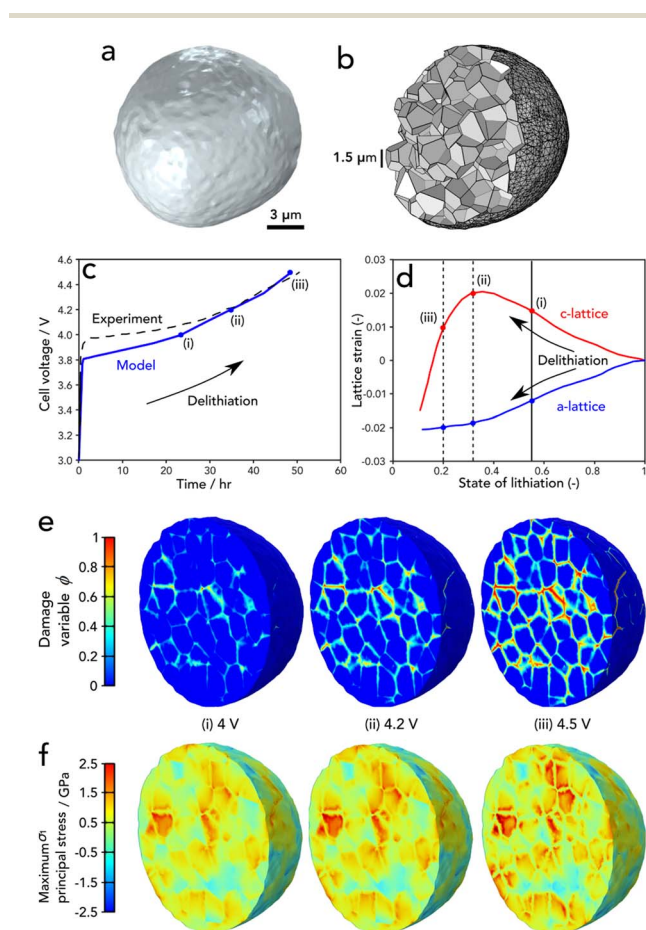 a
b
1.5 μm
3 μm
c
d
4.6
4.4
4.2
4.0
3.8
3.6
3.4
3.2
3.0
Cell voltage / V
Experiment
Model
(i)
(ii)
(iii)
Delithiation
0 10 20 30 40 50 60
Time / hr
0.03
0.02
0.01
0
-0.01
-0.02
-0.03
Lattice strain (-)
(iii)
(ii)
(i)
c-lattice
Delithiation
a-lattice
0 0.2 0.4 0.6 0.8 1
State of lithiation (-)
e
Damage
variable ϕ
1
0.8
0.6
0.4
0.2
0
(i) 4 V
(ii) 4.2 V
(iii) 4.5 V
f
Maximum σ₁
principal stress / GPa
2.5
1.5
0.5
-0.5
-1.5
-2.5